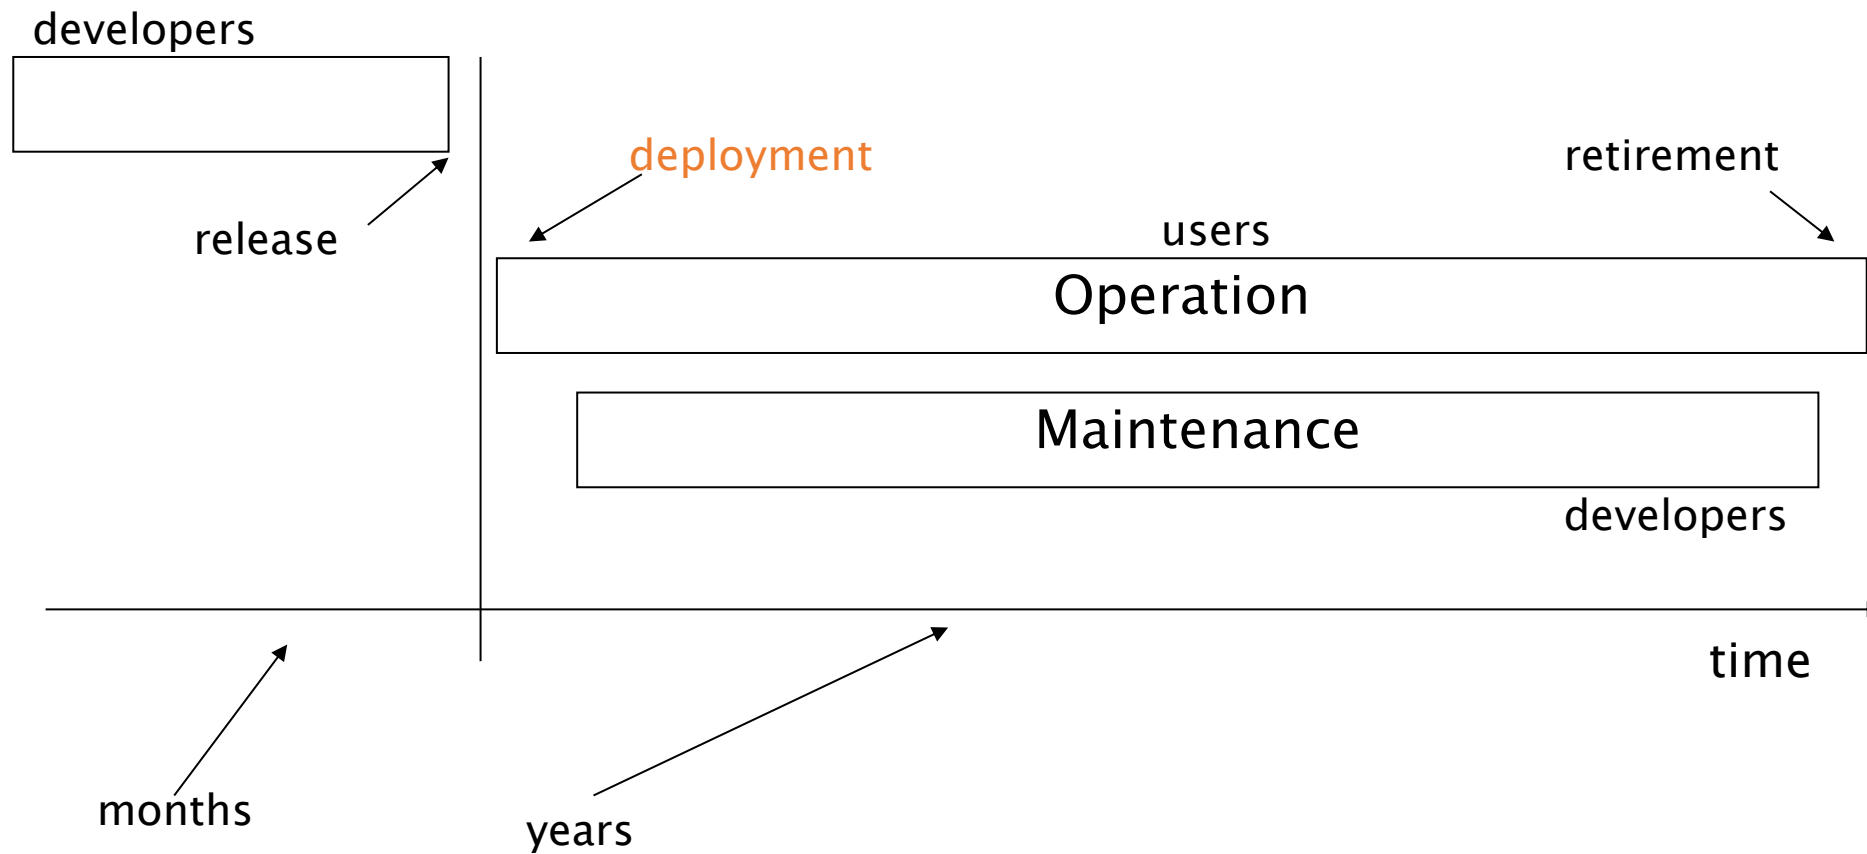 developers
deployment
retirement
release
users
Operation
Maintenance
developers
time
months
years